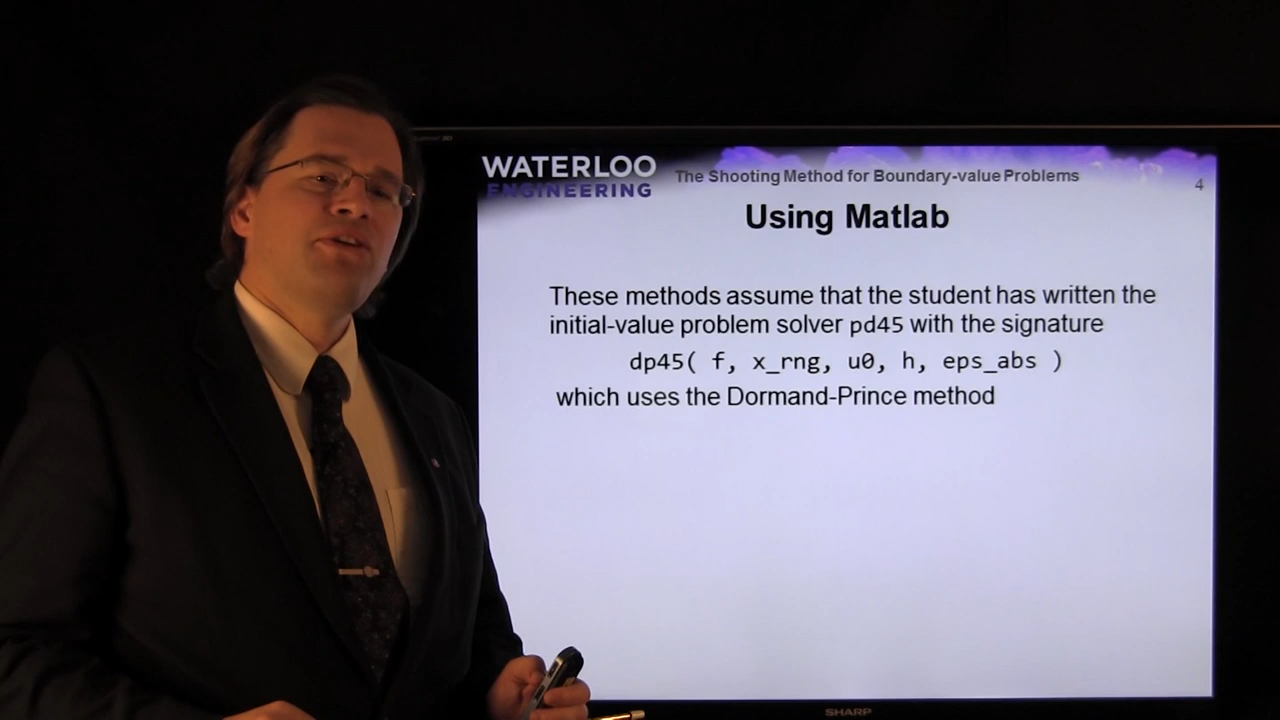 WATERLOO
ENGINEERING
The Shooting Method for Boundary-value Problems
4
Using Matlab
These methods assume that the student has written the
initial-value problem solver pd45 with the signature
dp45( f, x_rng, u0, h, eps_abs )
which uses the Dormand-Prince method
SHARP